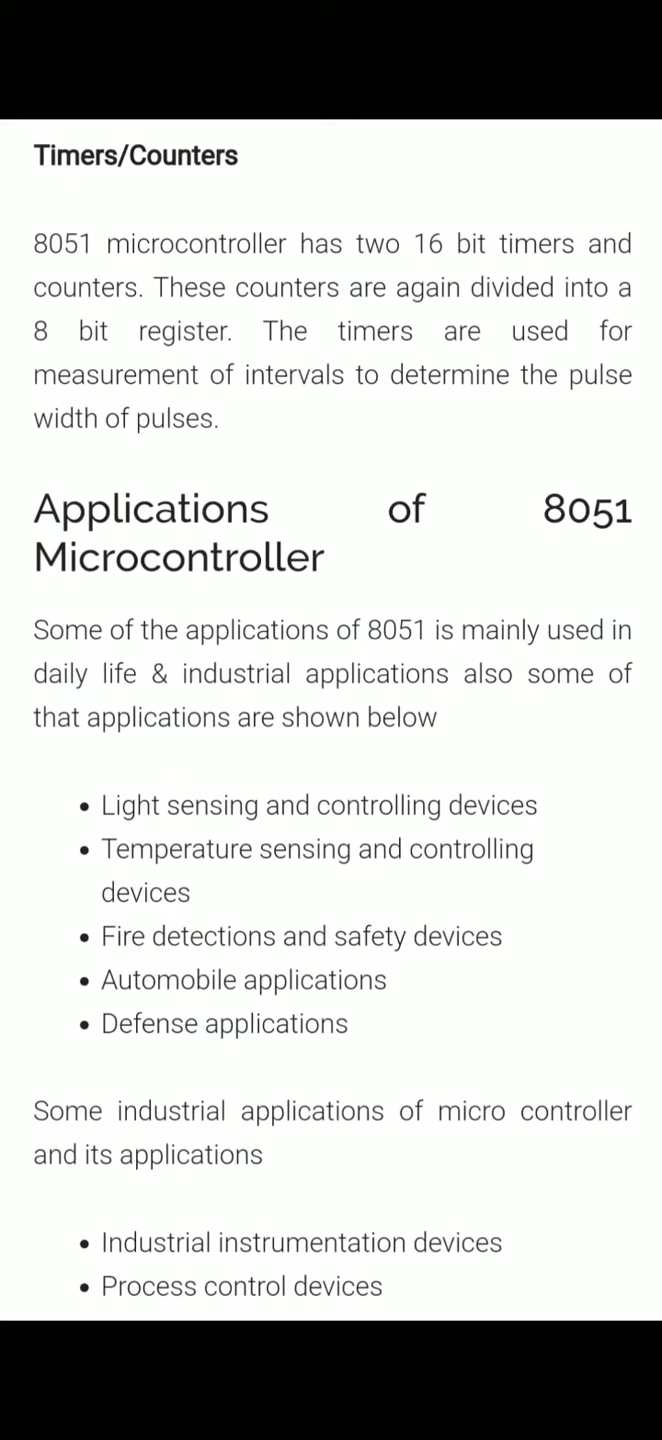 Timers/Counters
8051 microcontroller has two 16 bit timers and
counters. These counters are again divided into a
8 bit register. The timers are used for
measurement of intervals to determine the pulse
width of pulses.
Applications of 8051
Microcontroller
Some of the applications of 8051 is mainly used in
daily life & industrial applications also some of
that applications are shown below
• Light sensing and controlling devices
• Temperature sensing and controlling
devices
• Fire detections and safety devices
• Automobile applications
• Defense applications
Some industrial applications of micro controller
and its applications
• Industrial instrumentation devices
• Process control devices